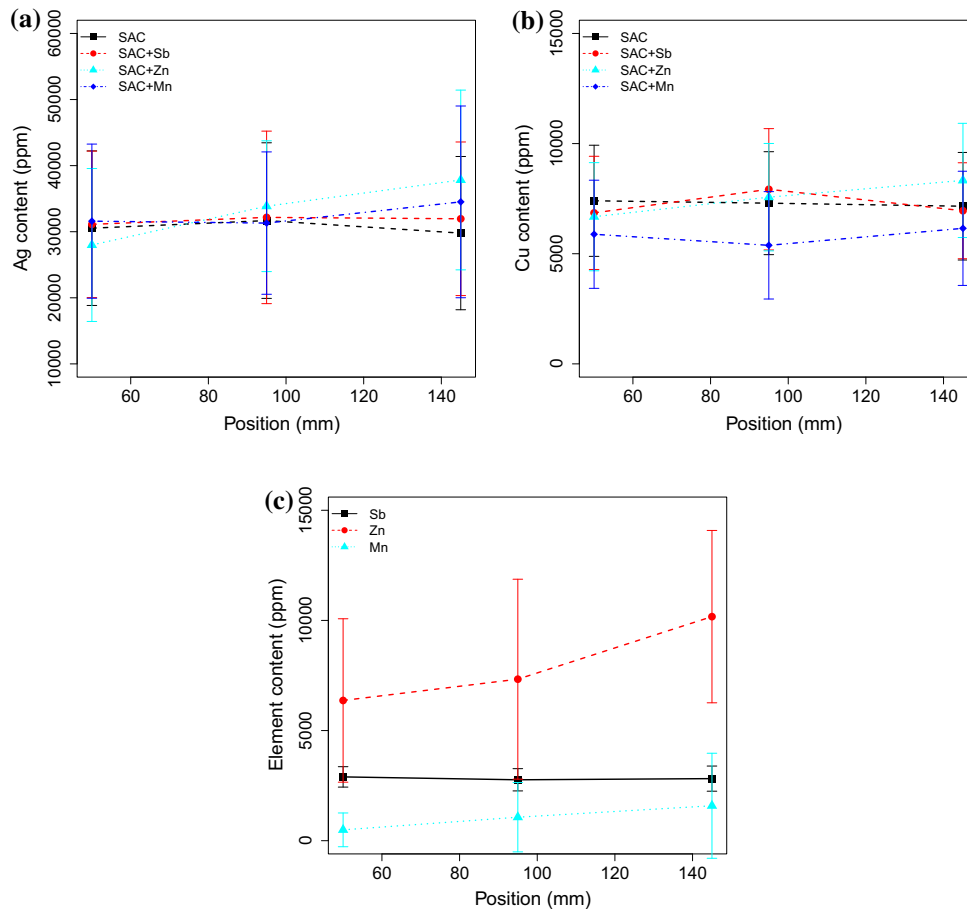 (a)
60000
50000
40000
30000
20000
10000
Ag content (ppm)
SAC
SAC+Sb
SAC+Zn
SAC+Mn
60 80 100 120 140
Position (mm)
(b)
15000
10000
5000
0
Cu content (ppm)
SAC
SAC+Sb
SAC+Zn
SAC+Mn
60 80 100 120 140
Position (mm)
(c)
15000
10000
5000
0
Element content (ppm)
Sb
Zn
Mn
60 80 100 120 140
Position (mm)